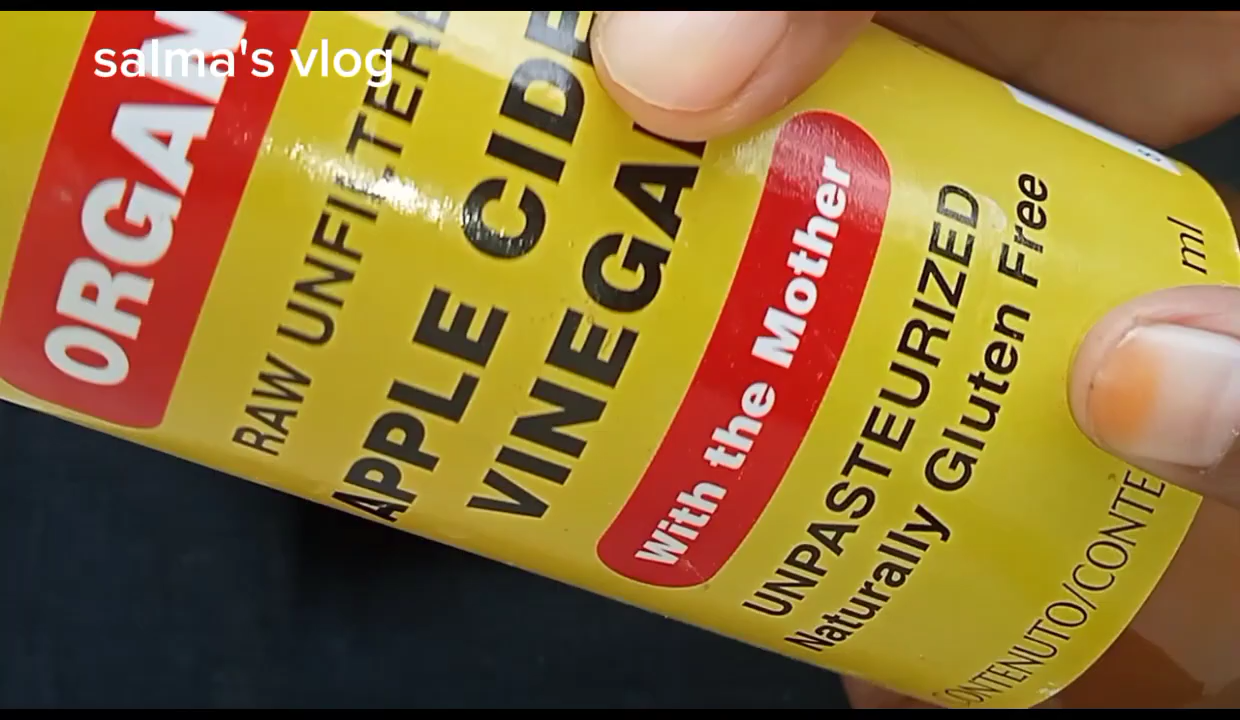 salma's vlog
ORGAN
RAW UNFILTERE
APPLE CIDE
VINEGA
With the Mother
UNPASTEURIZED
Naturally Gluten Free
CONTENUTO/CONTE
ml